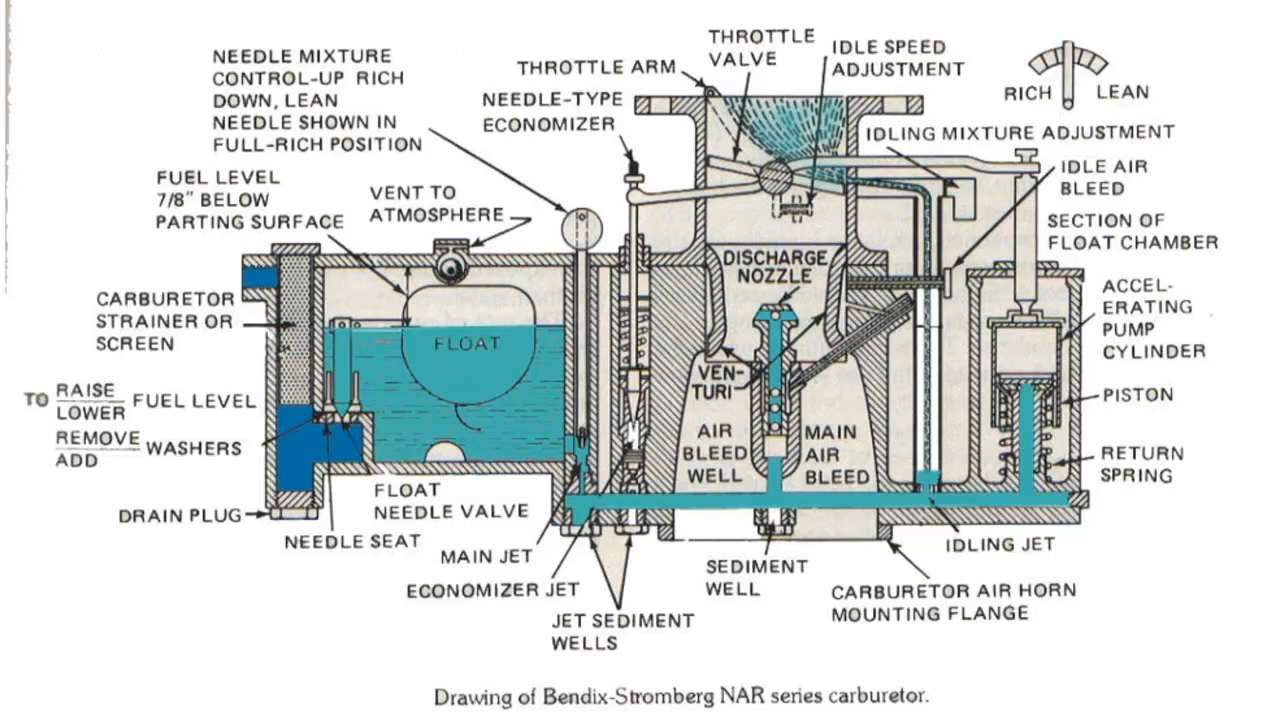 NEEDLE MIXTURE
CONTROL-UP RICH
DOWN, LEAN
NEEDLE SHOWN IN
FULL-RICH POSITION
THROTTLE ARM
NEEDLE-TYPE
ECONOMIZER
THROTTLE
VALVE
IDLE SPEED
ADJUSTMENT
RICH
LEAN
IDLING MIXTURE ADJUSTMENT
IDLE AIR
BLEED
SECTION OF
FLOAT CHAMBER
FUEL LEVEL
7/8" BELOW
PARTING SURFACE
VENT TO
ATMOSPHERE
DISCHARGE
NOZZLE
CARBURETOR
STRAINER OR
SCREEN
FLOAT
ACCEL-
ERATING
PUMP
CYLINDER
VEN-
TURI
TO RAISE
LOWER FUEL LEVEL
REMOVE
ADD WASHERS
PISTON
AIR
BLEED
WELL
MAIN
AIR
BLEED
RETURN
SPRING
DRAIN PLUG
NEEDLE SEAT
FLOAT
NEEDLE VALVE
MAIN JET
ECONOMIZER JET
JET SEDIMENT
WELLS
SEDIMENT
WELL
IDLING JET
CARBURETOR AIR HORN
MOUNTING FLANGE
Drawing of Bendix-Stromberg NAR series carburetor.